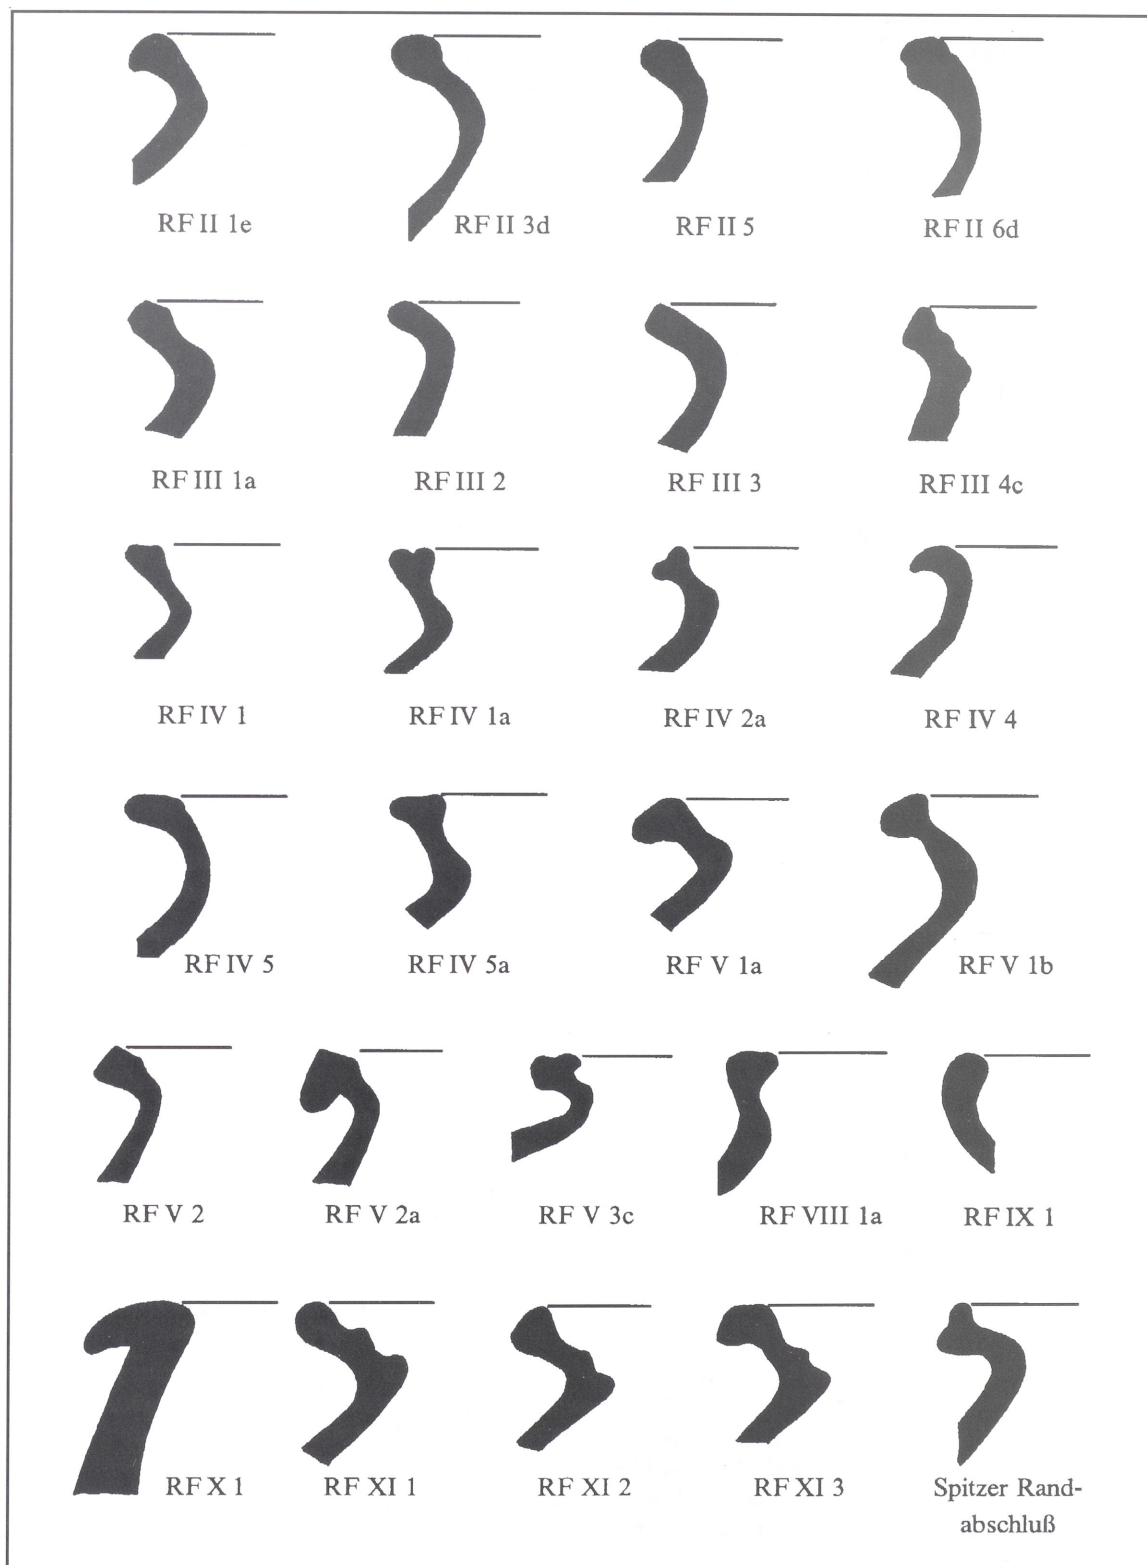 RF II 1e
RF II 3d
RF II 5
RF II 6d
RF III 1a
RF III 2
RF III 3
RF III 4c
RF IV 1
RF IV 1a
RF IV 2a
RF IV 4
RF IV 5
RF IV 5a
RF V 1a
RF V 1b
RF V 2
RF V 2a
RF V 3c
RF VIII 1a
RF IX 1
RF X 1
RF XI 1
RF XI 2
RF XI 3
Spitzer Rand-
abschluß